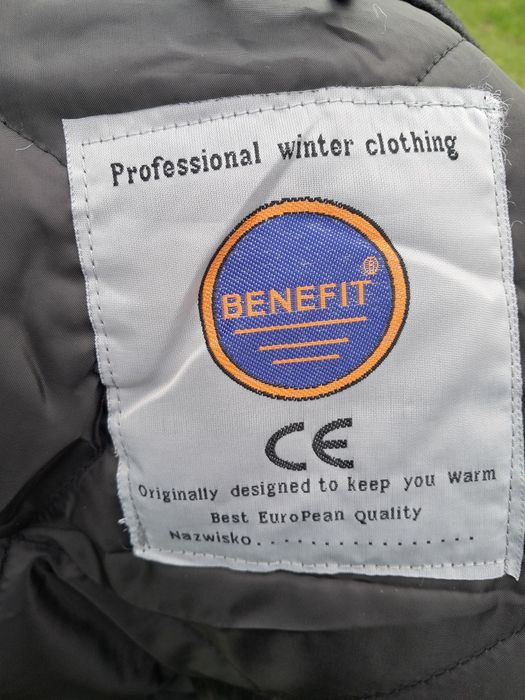 Professional winter clothing
BENEFIT
CE
Originally designed to keep you Warm
Best EuroPean Quality
Nazwisko................